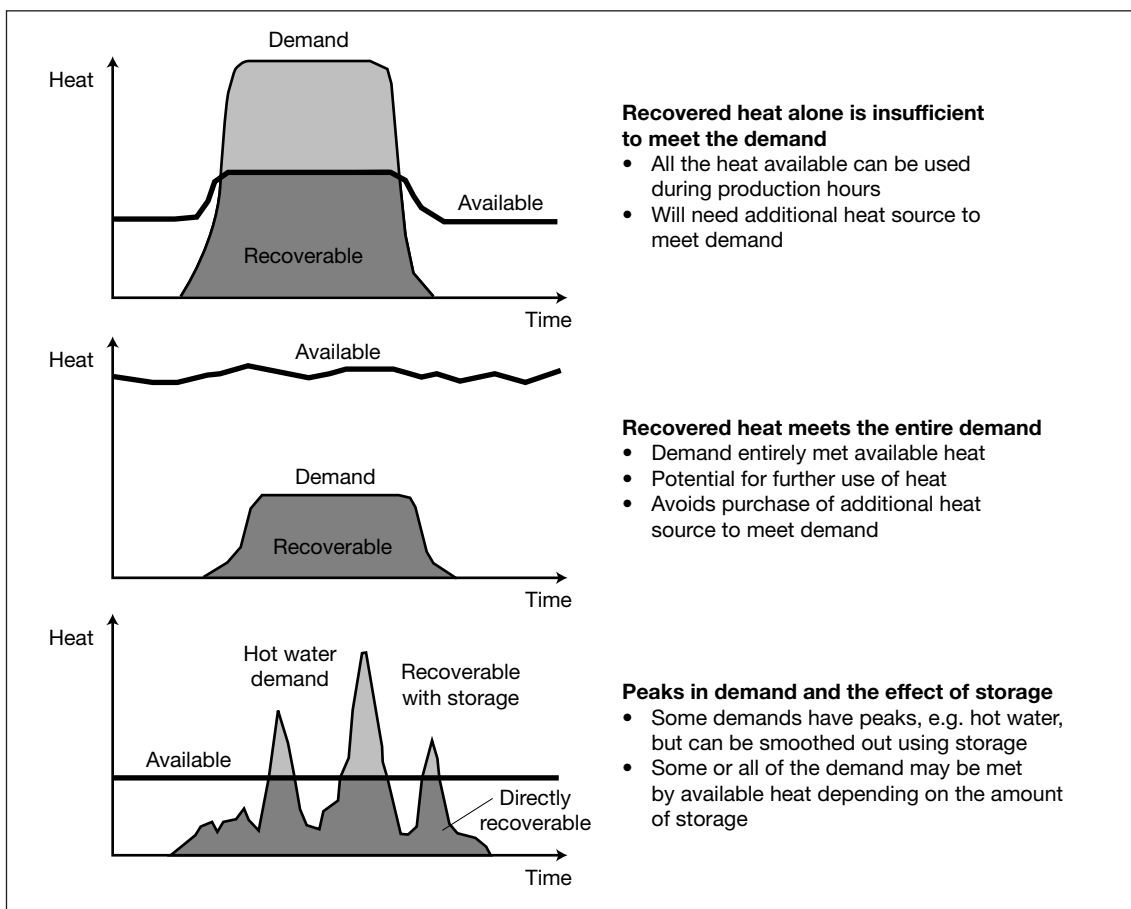 Demand
Heat
Available
Recoverable
Time
Recovered heat alone is insufficient
to meet the demand
• All the heat available can be used
during production hours
• Will need additional heat source to
meet demand
Heat
Available
Demand
Recoverable
Time
Recovered heat meets the entire demand
• Demand entirely met available heat
• Potential for further use of heat
• Avoids purchase of additional heat
source to meet demand
Heat
Hot water
demand
Recoverable
with storage
Available
Directly
recoverable
Time
Peaks in demand and the effect of storage
• Some demands have peaks, e.g. hot water,
but can be smoothed out using storage
• Some or all of the demand may be met
by available heat depending on the amount
of storage